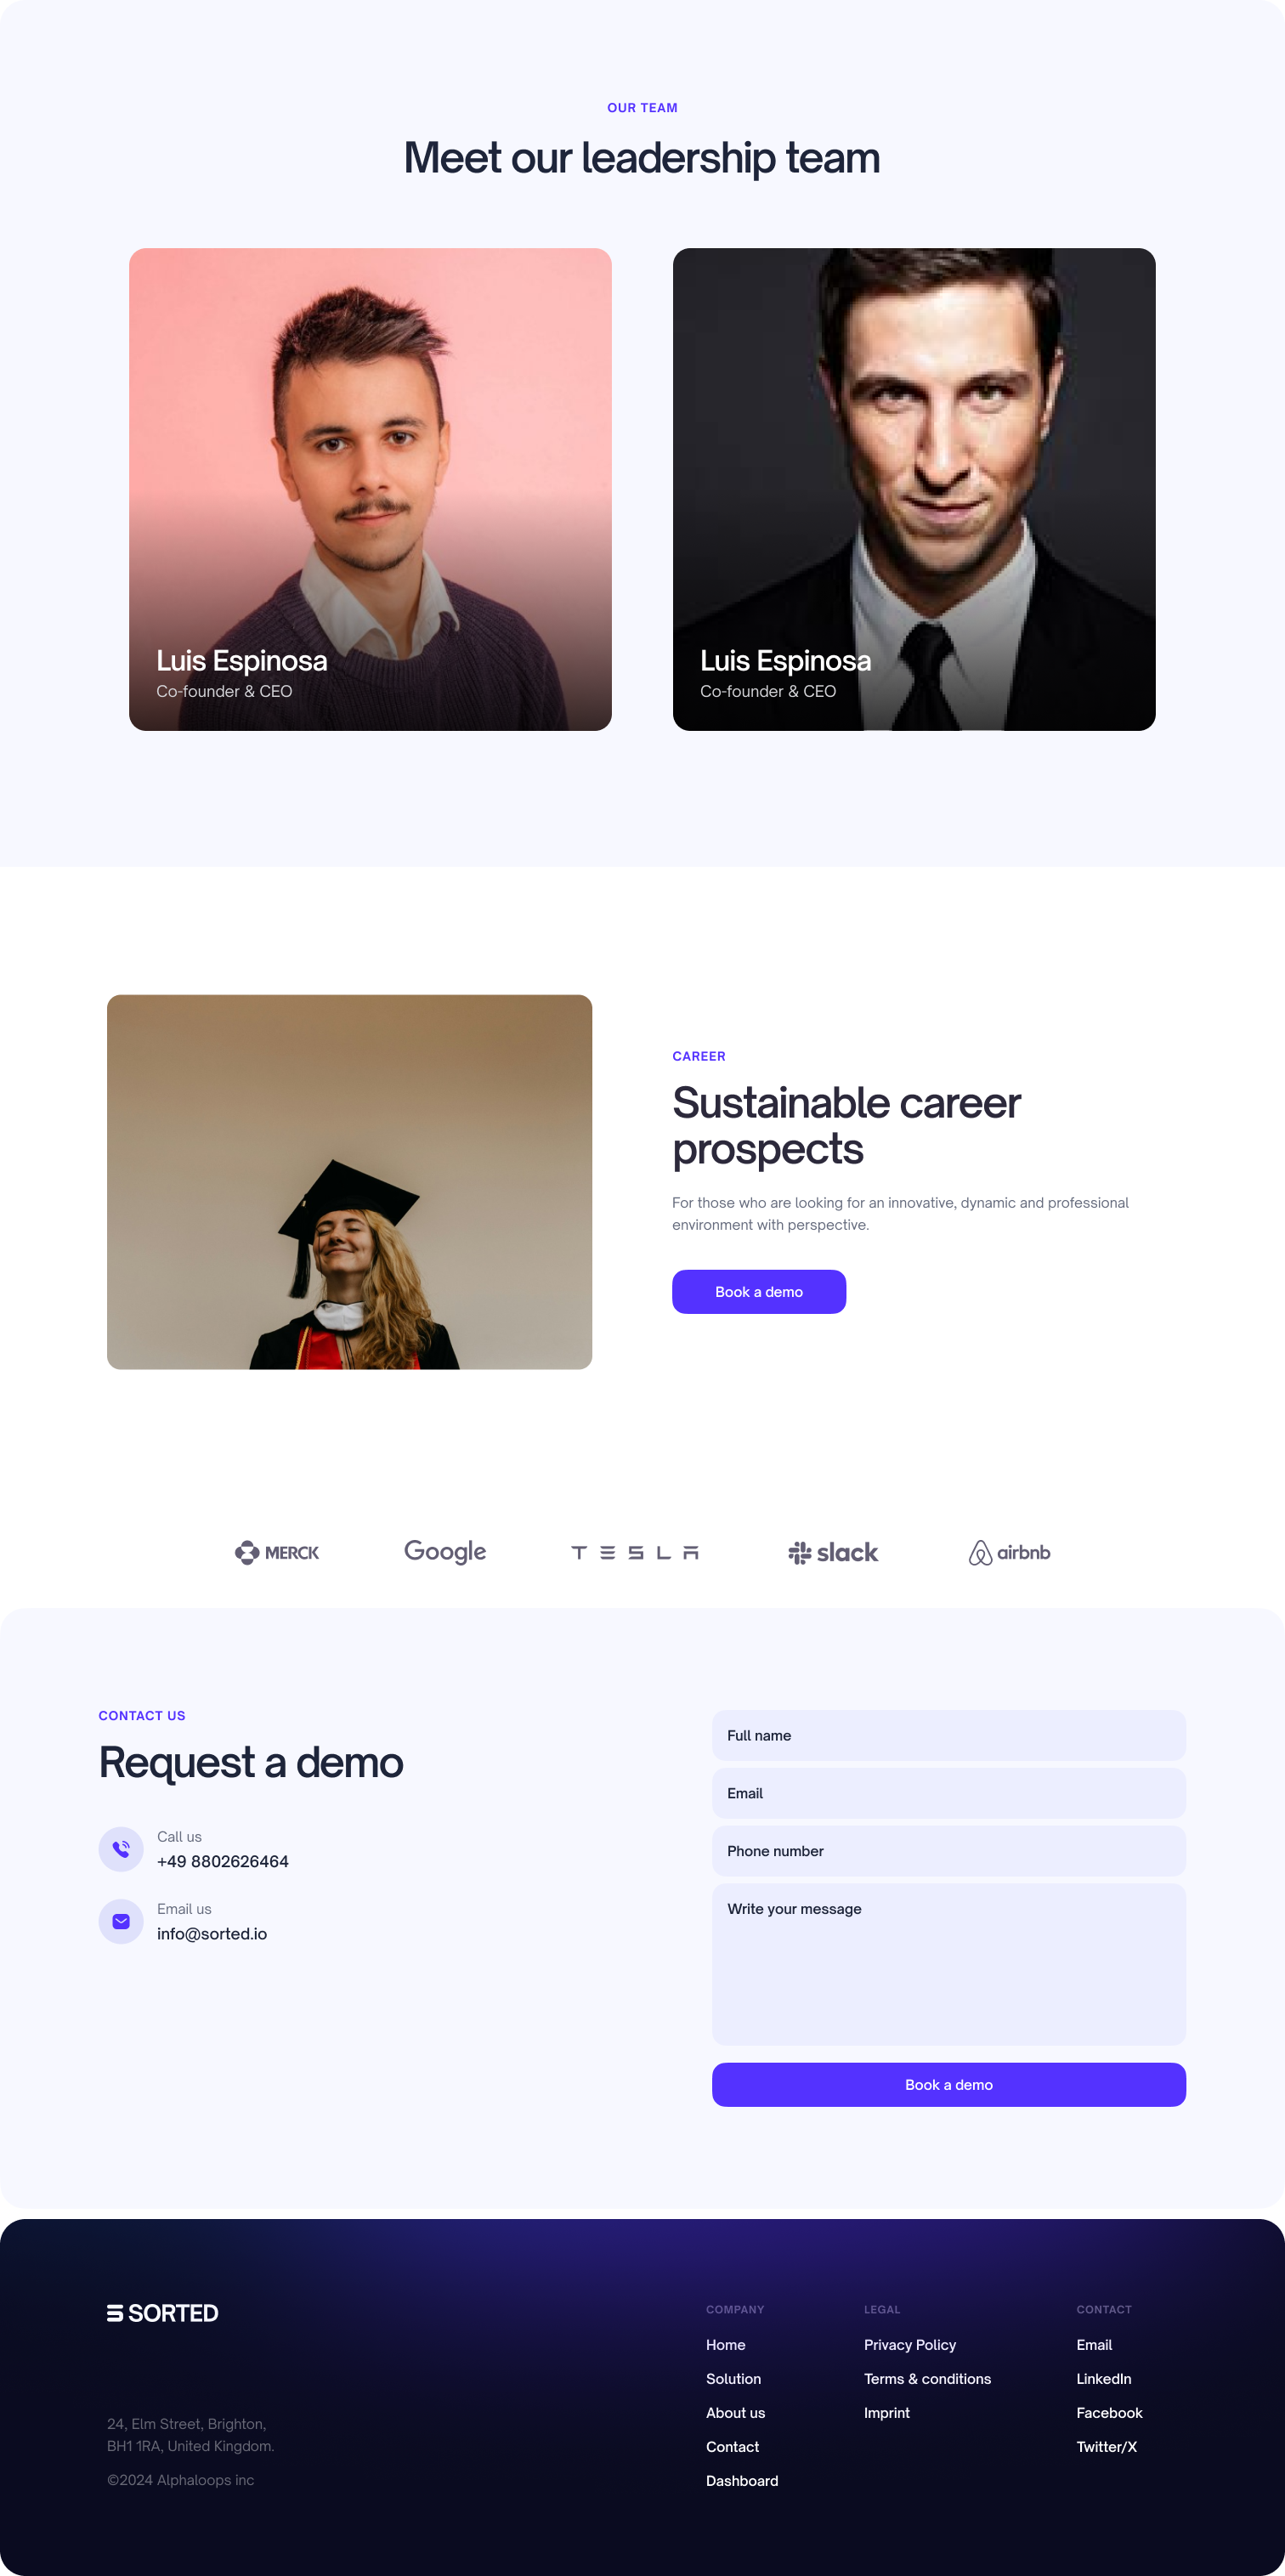 OUR TEAM
Meet our leadership team
Luis Espinosa
Co-founder & CEO
Luis Espinosa
Co-founder & CEO
CAREER
Sustainable career
prospects
For those who are looking for an innovative, dynamic and professional
environment with perspective.
Book a demo
MERCK
Google
TESLA
slack
airbnb
CONTACT US
Request a demo
Call us
+49 8802626464
Email us
info@sorted.io
Full name
Email
Phone number
Write your message
Book a demo
SORTED
24, Elm Street, Brighton,
BH1 1RA, United Kingdom.
©2024 Alphaloops inc
COMPANY
Home
Solution
About us
Contact
Dashboard
LEGAL
Privacy Policy
Terms & conditions
Imprint
CONTACT
Email
LinkedIn
Facebook
Twitter/X